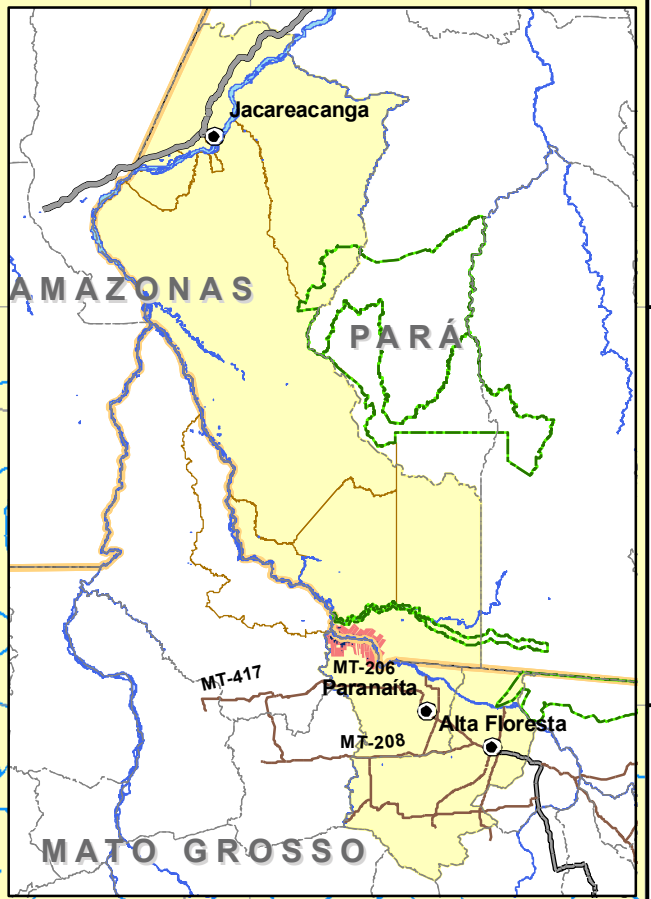 Jacareacanga
AMAZONAS
PARÁ
MT-206
MT-417
Paranaíta
Alta Floresta
MT-208
MATO GROSSO